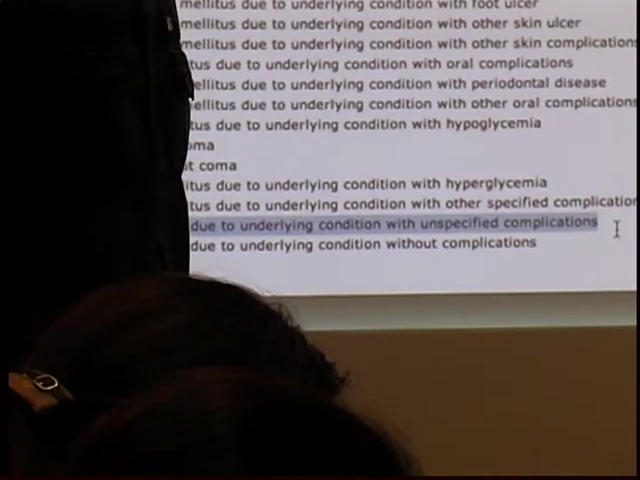 mellitus due to underlying condition with foot ulcer
mellitus due to underlying condition with other skin ulcer
mellitus due to underlying condition with other skin complications
tus due to underlying condition with oral complications
ellitus due to underlying condition with periodontal disease
ellitus due to underlying condition with other oral complications
tus due to underlying condition with hypoglycemia
oma
ut coma
itus due to underlying condition with hyperglycemia
tus due to underlying condition with other specified complication
due to underlying condition with unspecified complications
due to underlying condition without complications